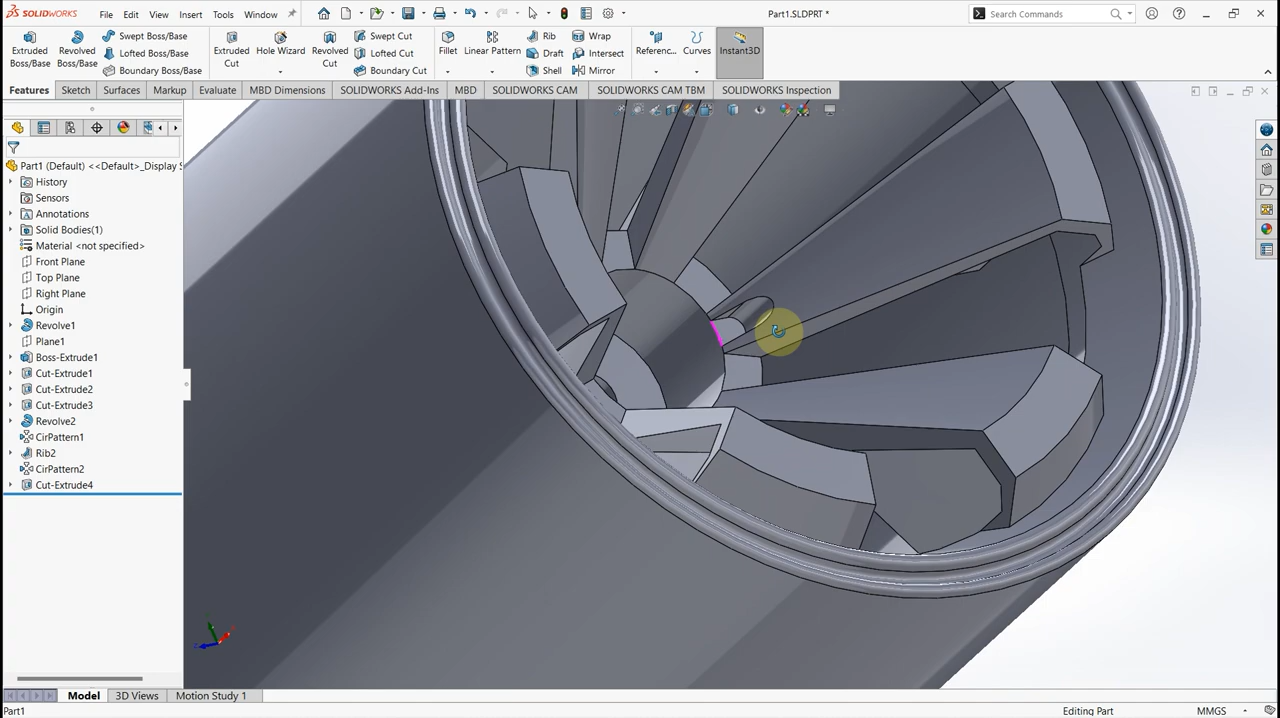 SOLIDWORKS
File
Edit
View
Insert
Tools
Window
Part1.SLDPRT *
Search Commands
Extruded Boss/Base
Revolved Boss/Base
Swept Boss/Base
Lofted Boss/Base
Boundary Boss/Base
Extruded Cut
Hole Wizard
Revolved Cut
Swept Cut
Lofted Cut
Boundary Cut
Fillet
Linear Pattern
Rib
Draft
Shell
Wrap
Intersect
Mirror
Referenc...
Curves
Instant3D
Features
Sketch
Surfaces
Markup
Evaluate
MBD Dimensions
SOLIDWORKS Add-Ins
MBD
SOLIDWORKS CAM
SOLIDWORKS CAM TBM
SOLIDWORKS Inspection
Part1 (Default) <<Default>_Display S
History
Sensors
Annotations
Solid Bodies(1)
Material <not specified>
Front Plane
Top Plane
Right Plane
Origin
Revolve1
Plane1
Boss-Extrude1
Cut-Extrude1
Cut-Extrude2
Cut-Extrude3
Revolve2
CirPattern1
Rib2
CirPattern2
Cut-Extrude4
Model
3D Views
Motion Study 1
Part1
Editing Part
MMGS